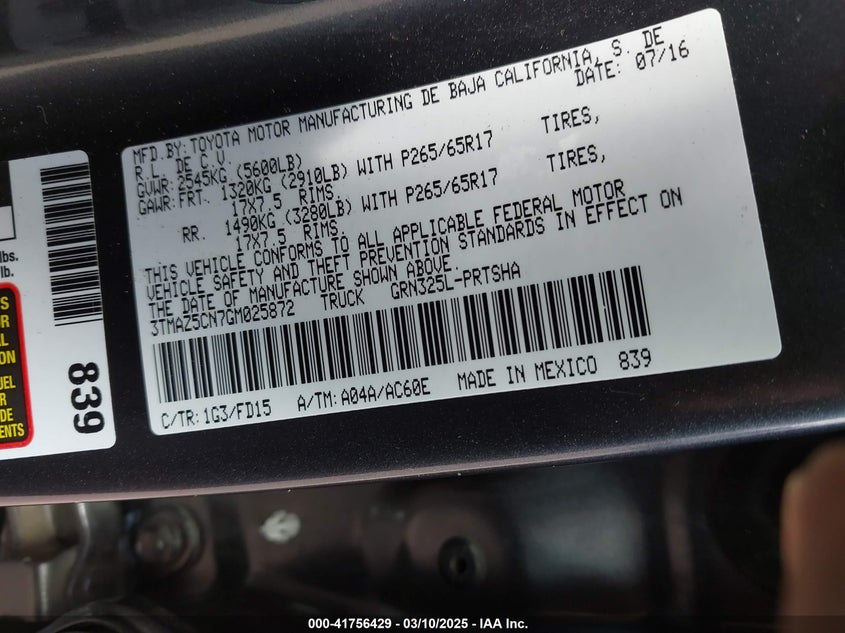 MFD.BY:TOYOTA MOTOR MANUFACTURING DE BAJA CALIFORNIA, S. DE
R L. DE C.V. DATE: 07/16
GVWR:2545KG (5600LB)
GAWR:FRT. 1320KG (2910LB) WITH P265/65R17 TIRES,
17X7.5 RIMS.
RR. 1490KG (3280LB) WITH P265/65R17 TIRES,
17X7.5 RIMS.
THIS VEHICLE CONFORMS TO ALL APPLICABLE FEDERAL MOTOR
VEHICLE SAFETY AND THEFT PREVENTION STANDARDS IN EFFECT ON
THE DATE OF MANUFACTURE SHOWN ABOVE.
3TMAZ5CN7GM025872 TRUCK GRN325L-PRTSHA
C/TR:1G3/FD15 A/TM:A04A/AC60E MADE IN MEXICO 839
lbs.
lb.
839
000-41756429 - 03/10/2025 - IAA Inc.